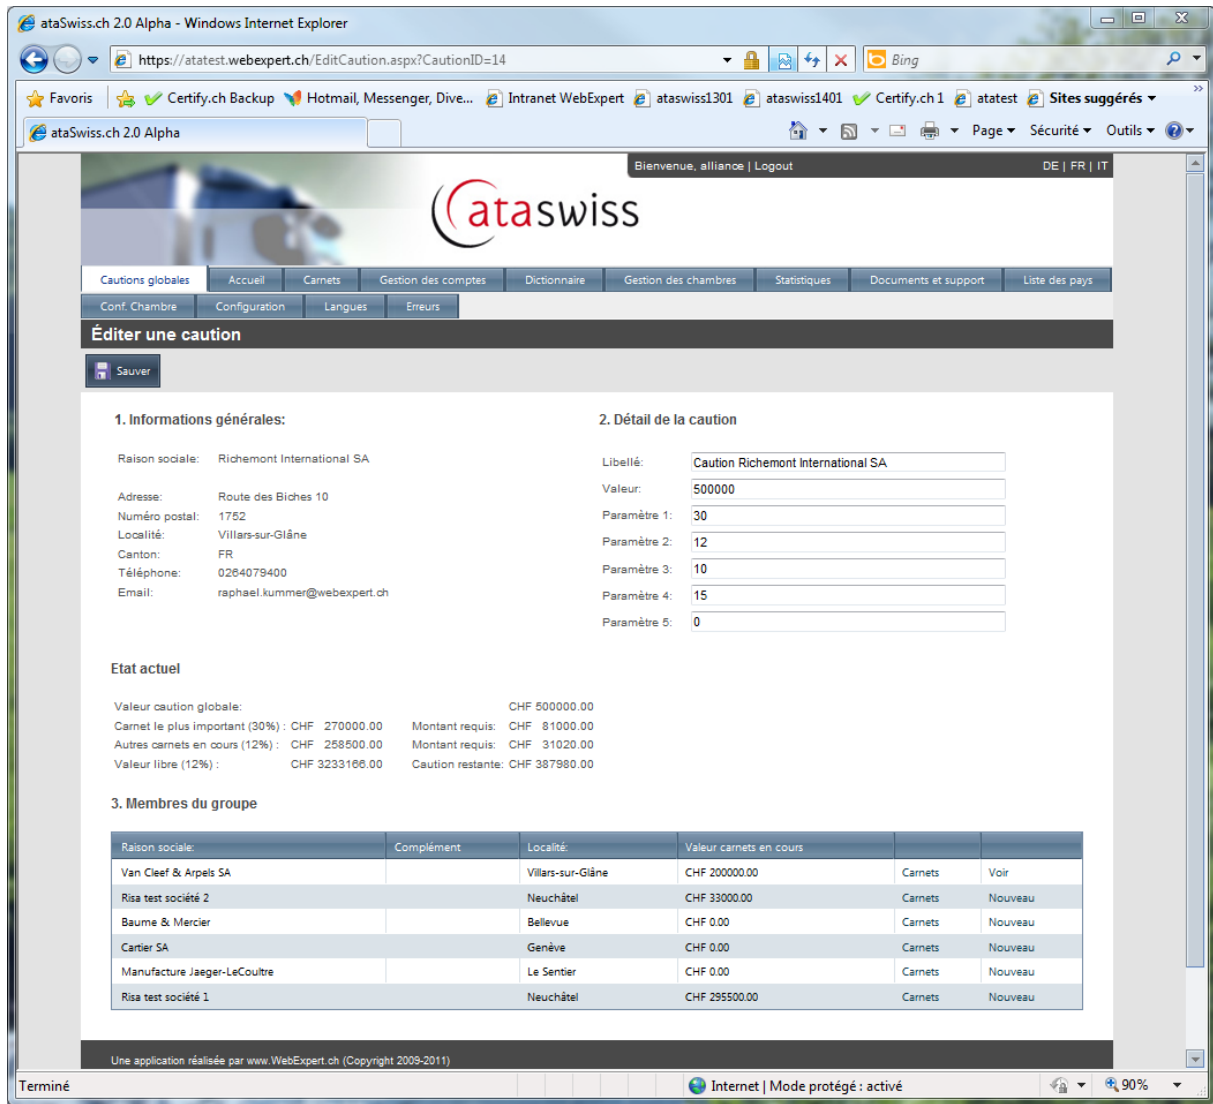 ataSwiss.ch 2.0 Alpha - Windows Internet Explorer
https://atatest.webexpert.ch/EditCaution.aspx?CautionID=14
Bing
Favoris Certify.ch Backup Hotmail, Messenger, Dive... Intranet WebExpert ataswiss1301 ataswiss1401 Certify.ch 1 atatest Sites suggérés
ataSwiss.ch 2.0 Alpha Page Sécurité Outils
Bienvenue, alliance | Logout DE | FR | IT
ataswiss
Cautions globales Accueil Carnets Gestion des comptes Dictionnaire Gestion des chambres Statistiques Documents et support Liste des pays
Conf. Chambre Configuration Langues Erreurs
Éditer une caution
Sauver
1. Informations générales:
Raison sociale: Richemont International SA
Adresse: Route des Biches 10
Numéro postal: 1752
Localité: Villars-sur-Glâne
Canton: FR
Téléphone: 0264079400
Email: raphael.kummer@webexpert.ch
2. Détail de la caution
Libellé: Caution Richemont International SA
Valeur: 500000
Paramètre 1: 30
Paramètre 2: 12
Paramètre 3: 10
Paramètre 4: 15
Paramètre 5: 0
Etat actuel
Valeur caution globale: CHF 500000.00
Carnet le plus important (30%) : CHF 270000.00 Montant requis: CHF 81000.00
Autres carnets en cours (12%) : CHF 258500.00 Montant requis: CHF 31020.00
Valeur libre (12%) : CHF 3233166.00 Caution restante: CHF 387980.00
3. Membres du groupe
Raison sociale: Complément Localité: Valeur carnets en cours
Van Cleef & Arpels SA Villars-sur-Glâne CHF 200000.00 Carnets Voir
Risa test société 2 Neuchâtel CHF 33000.00 Carnets Nouveau
Baume & Mercier Bellevue CHF 0.00 Carnets Nouveau
Cartier SA Genève CHF 0.00 Carnets Nouveau
Manufacture Jaeger-LeCoultre Le Sentier CHF 0.00 Carnets Nouveau
Risa test société 1 Neuchâtel CHF 295500.00 Carnets Nouveau
Une application réalisée par www.WebExpert.ch (Copyright 2009-2011)
Terminé Internet | Mode protégé : activé 90%